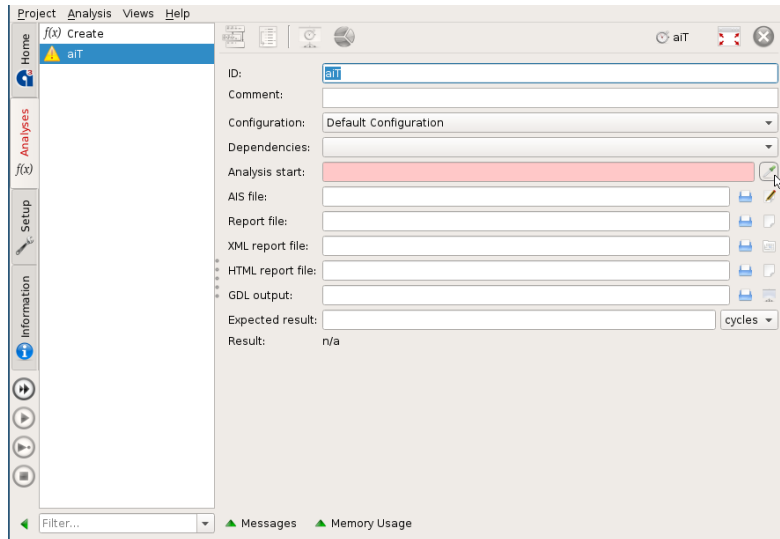 Project Analysis Views Help
Home
Analyses
f(x)
Setup
Information
f(x) Create
aiT
Filter...
aiT
ID: aiT
Comment:
Configuration: Default Configuration
Dependencies:
Analysis start:
AIS file:
Report file:
XML report file:
HTML report file:
GDL output:
Expected result: cycles
Result: n/a
Messages Memory Usage